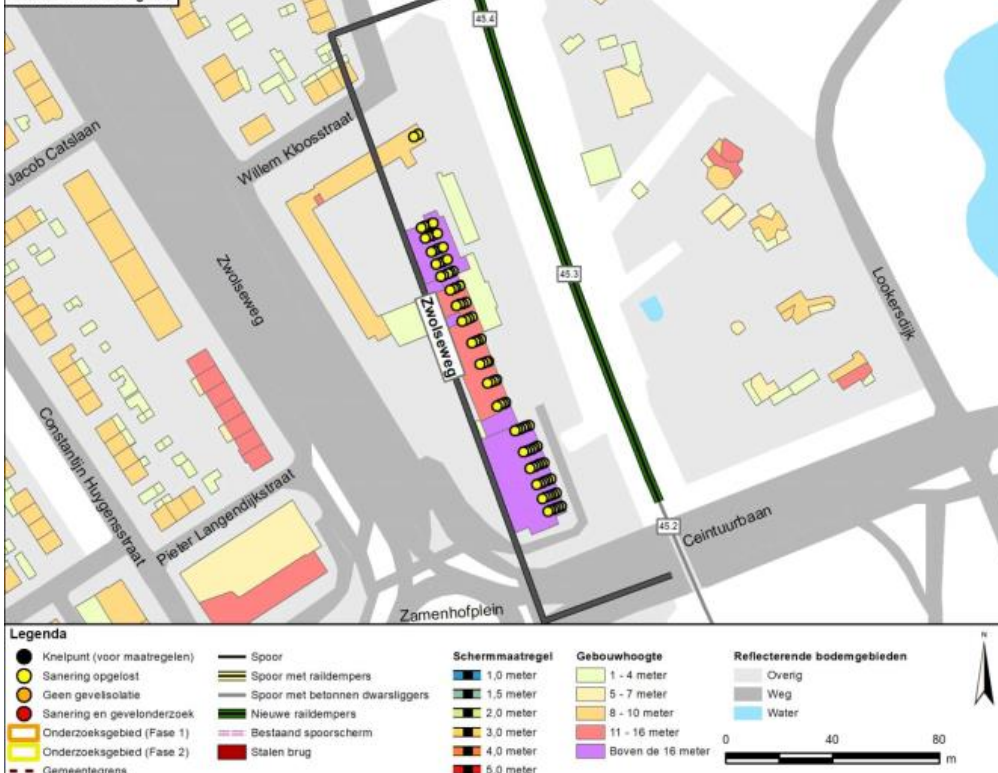 45.4
Jacob Catslaan
Willem Kloosstraat
Zwolseweg
45.3
Zwolseweg
Lookersdijk
Constantijn Huygensstraat
Pieter Langendijkstraat
45.2
Ceintuurbaan
Zamenhofplein
Legenda
Knelpunt (voor maatregelen)
Sanering opgelost
Geen gevelisolatie
Sanering en gevelonderzoek
Onderzoeksgebied (Fase 1)
Onderzoeksgebied (Fase 2)
Gemeentegrens
Spoor
Spoor met raildempers
Spoor met betonnen dwarsliggers
Nieuwe raildempers
Bestaand spoorscherm
Stalen brug
Schermmaatregel
1,0 meter
1,5 meter
2,0 meter
3,0 meter
4,0 meter
5,0 meter
Gebouwhoogte
1 - 4 meter
5 - 7 meter
8 - 10 meter
11 - 16 meter
Boven de 16 meter
Reflecterende bodemgebieden
Overig
Weg
Water
N
0 40 80
m